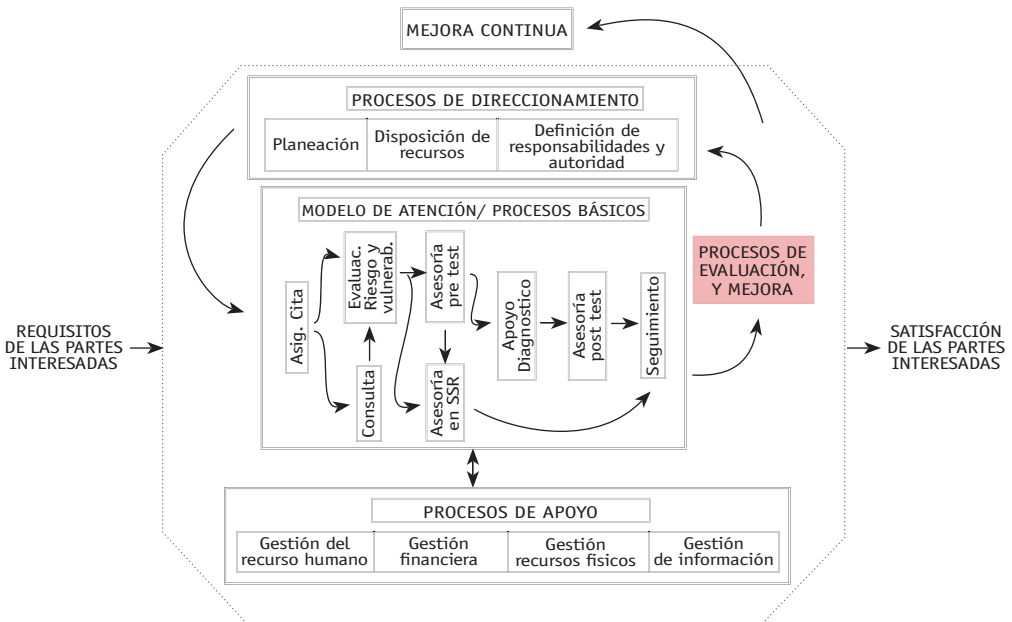 MEJORA CONTINUA
PROCESOS DE DIRECCIONAMIENTO
Planeación
Disposición de
recursos
Definición de
responsabilidades y
autoridad
MODELO DE ATENCIÓN/ PROCESOS BÁSICOS
Asig. Cita
Evaluac.
Riesgo y
vulnerab.
Consulta
Asesoría
pre test
Asesoría
en SSR
Apoyo
Diagnostico
Asesoría
post test
Seguimiento
PROCESOS DE
EVALUACIÓN,
Y MEJORA
REQUISITOS
DE LAS PARTES
INTERESADAS
SATISFACCIÓN
DE LAS PARTES
INTERESADAS
PROCESOS DE APOYO
Gestión del
recurso humano
Gestión
financiera
Gestión
recursos fisicos
Gestión
de información